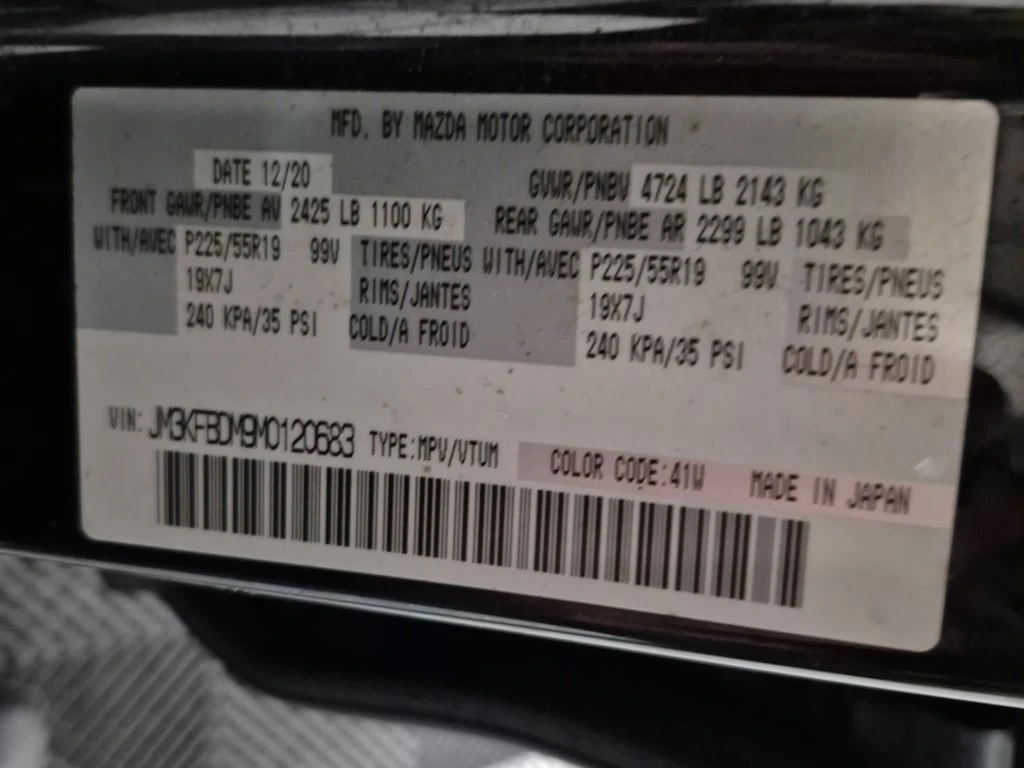 MFD. BY MAZDA MOTOR CORPORATION
DATE 12/20 GVWR/PNBV 4724 LB 2143 KG
FRONT GAWR/PNBE AV 2425 LB 1100 KG REAR GAWR/PNBE AR 2299 LB 1043 KG
WITH/AVEC P225/55R19 99V TIRES/PNEUS WITH/AVEC P225/55R19 99V TIRES/PNEUS
19X7J RIMS/JANTES 19X7J RIMS/JANTES
240 KPA/35 PSI COLD/A FROID 240 KPA/35 PSI COLD/A FROID
VIN: JM3KFBDM9M0120683 TYPE:MPV/VTUM COLOR CODE:41W MADE IN JAPAN